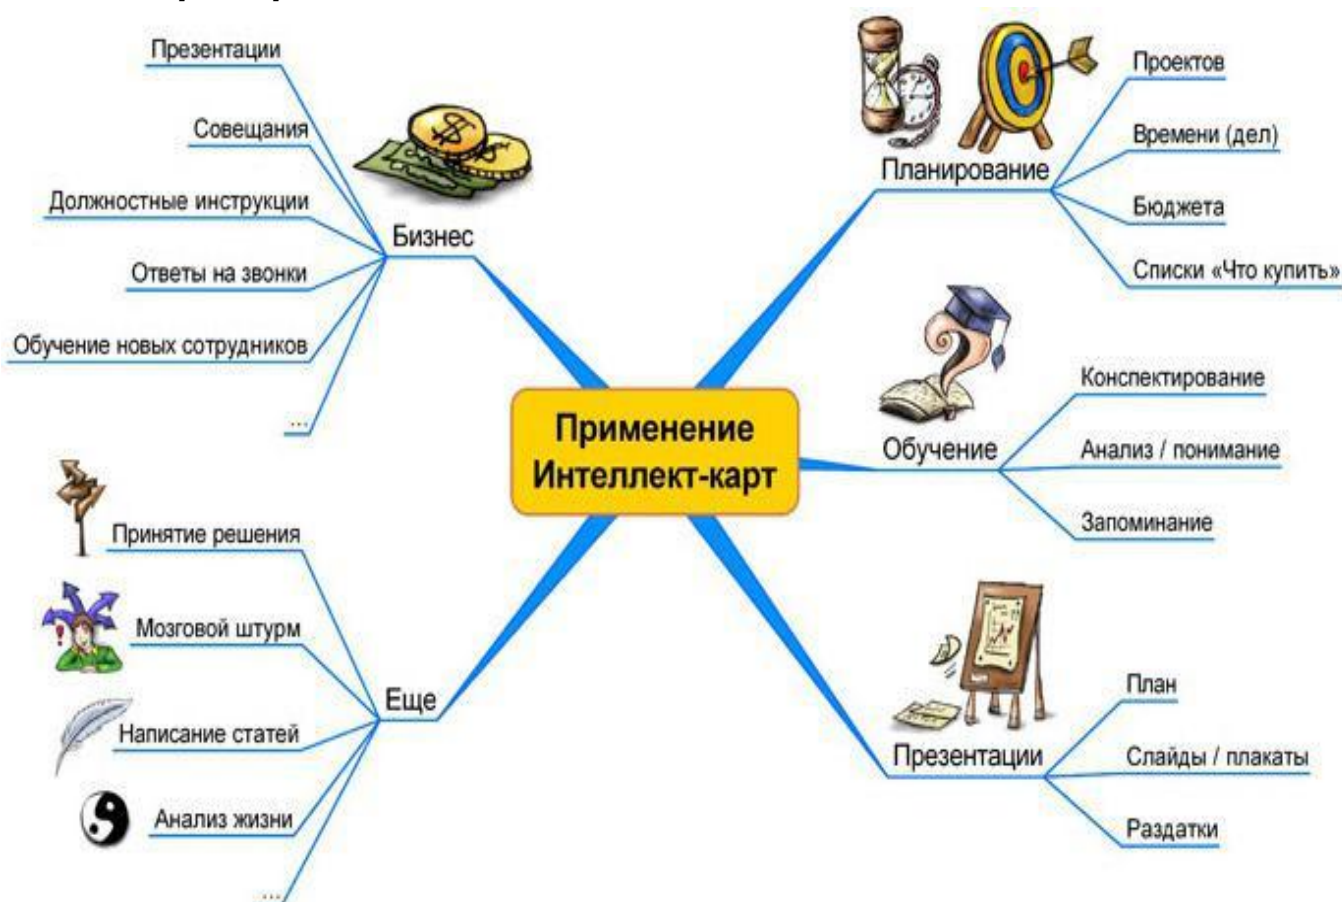 Применение
Интеллект-карт
Планирование
Проектов
Времени (дел)
Бюджета
Списки «Что купить»
Обучение
Конспектирование
Анализ / понимание
Запоминание
Презентации
План
Слайды / плакаты
Раздатки
Бизнес
Презентации
Совещания
Должностные инструкции
Ответы на звонки
Обучение новых сотрудников
...
Еще
Принятие решения
Мозговой штурм
Написание статей
Анализ жизни
...